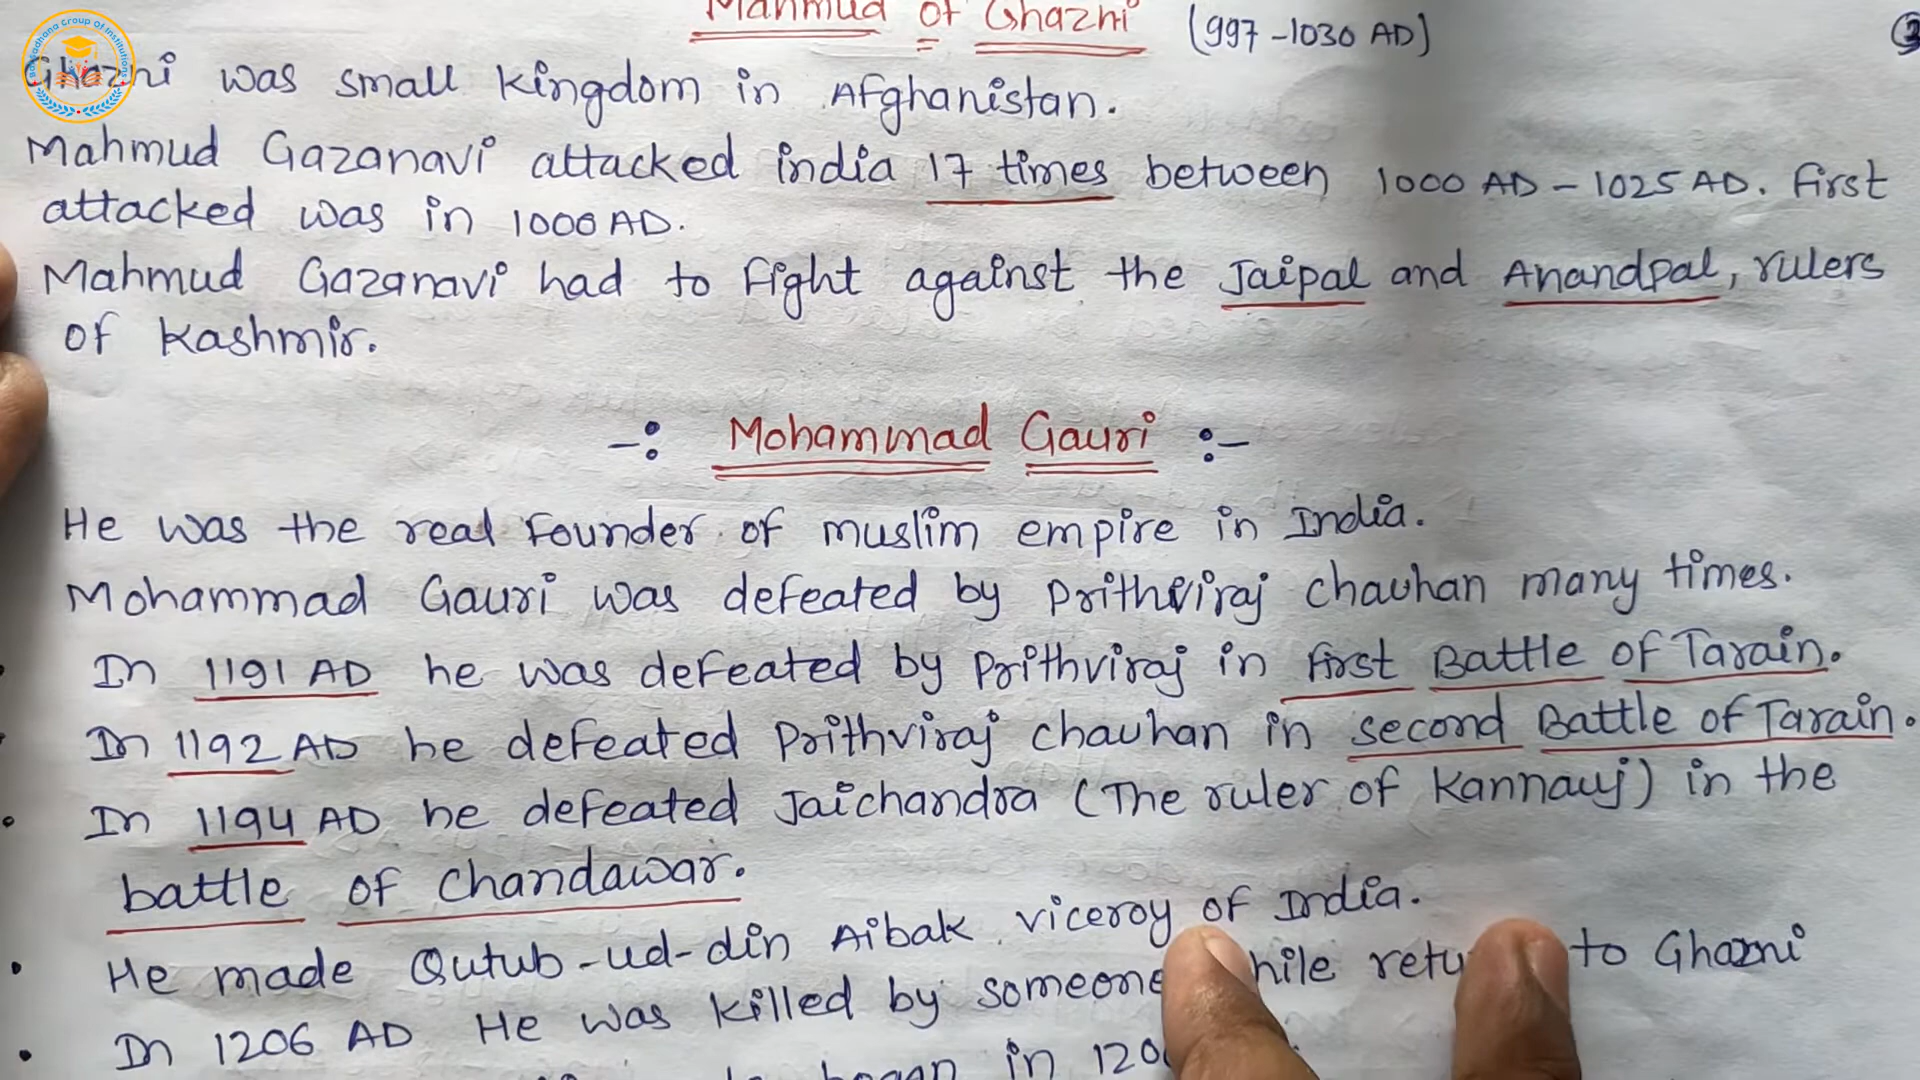 Mahmud of Ghazni (997-1030 AD)
Ghazni was small kingdom in Afghanistan.
Mahmud Gazanavi attacked india 17 times between 1000 AD - 1025 AD. First
attacked was in 1000 AD.
Mahmud Gazanavi had to fight against the Jaipal and Anandpal, rulers
of Kashmir.
-: Mohammad Gauri :-
He was the real founder of muslim empire in India.
Mohammad Gauri was defeated by Prithviraj chauhan many times.
In 1191 AD he was defeated by Prithviraj in first Battle of Tarain.
In 1192 AD he defeated Prithviraj chauhan in second Battle of Tarain.
• In 1194 AD he defeated Jaichandra (The ruler of Kannauj) in the
battle of Chandawar.
• He made Qutub-ud-din Aibak viceroy of India.
• In 1206 AD He was killed by someone to Ghazni
in